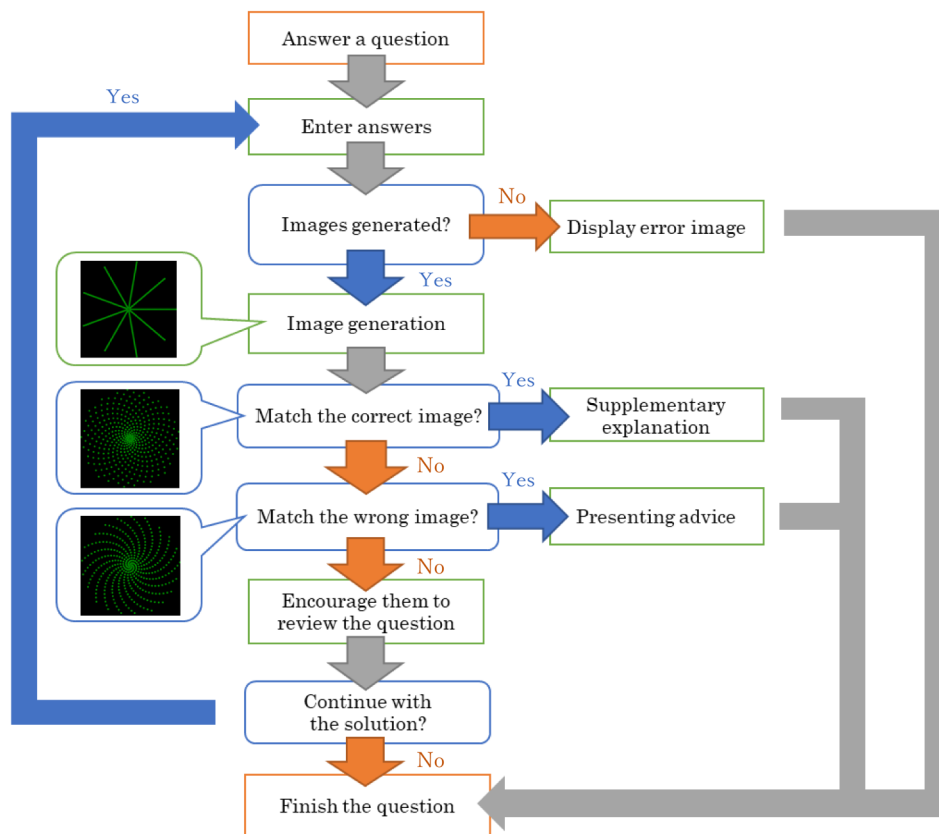 Answer a question
Yes
Enter answers
No
Images generated?
Display error image
Yes
Image generation
Yes
Match the correct image?
Supplementary
explanation
No
Yes
Match the wrong image?
Presenting advice
No
Encourage them to
review the question
Continue with
the solution?
No
Finish the question